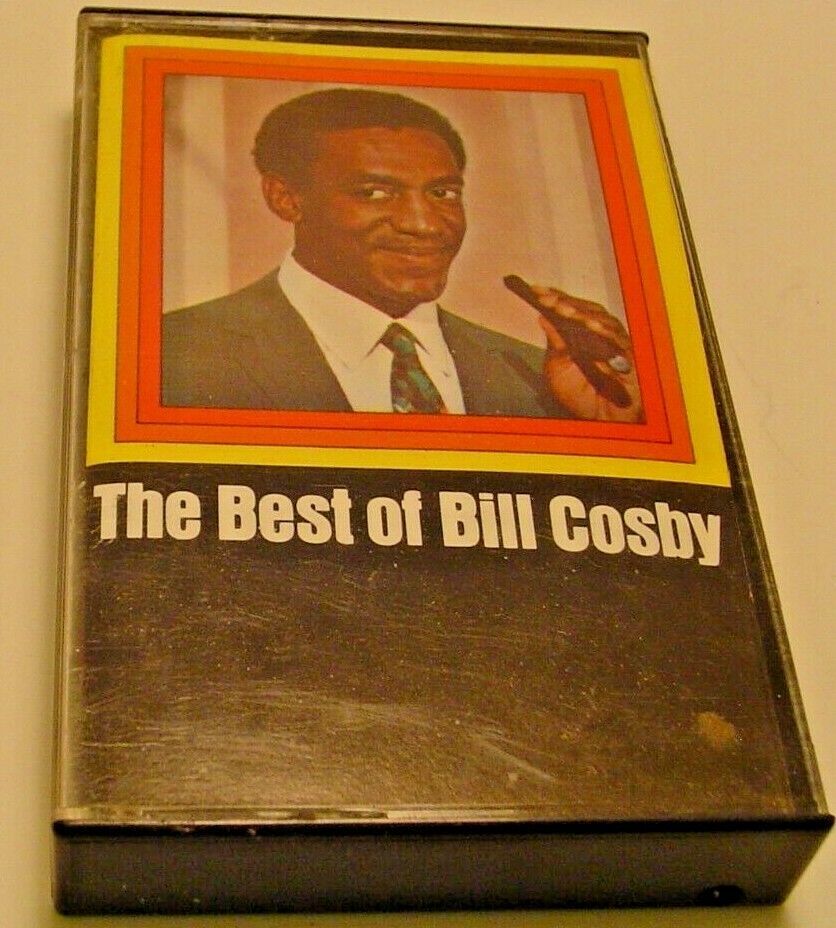 The Best of Bill Cosby